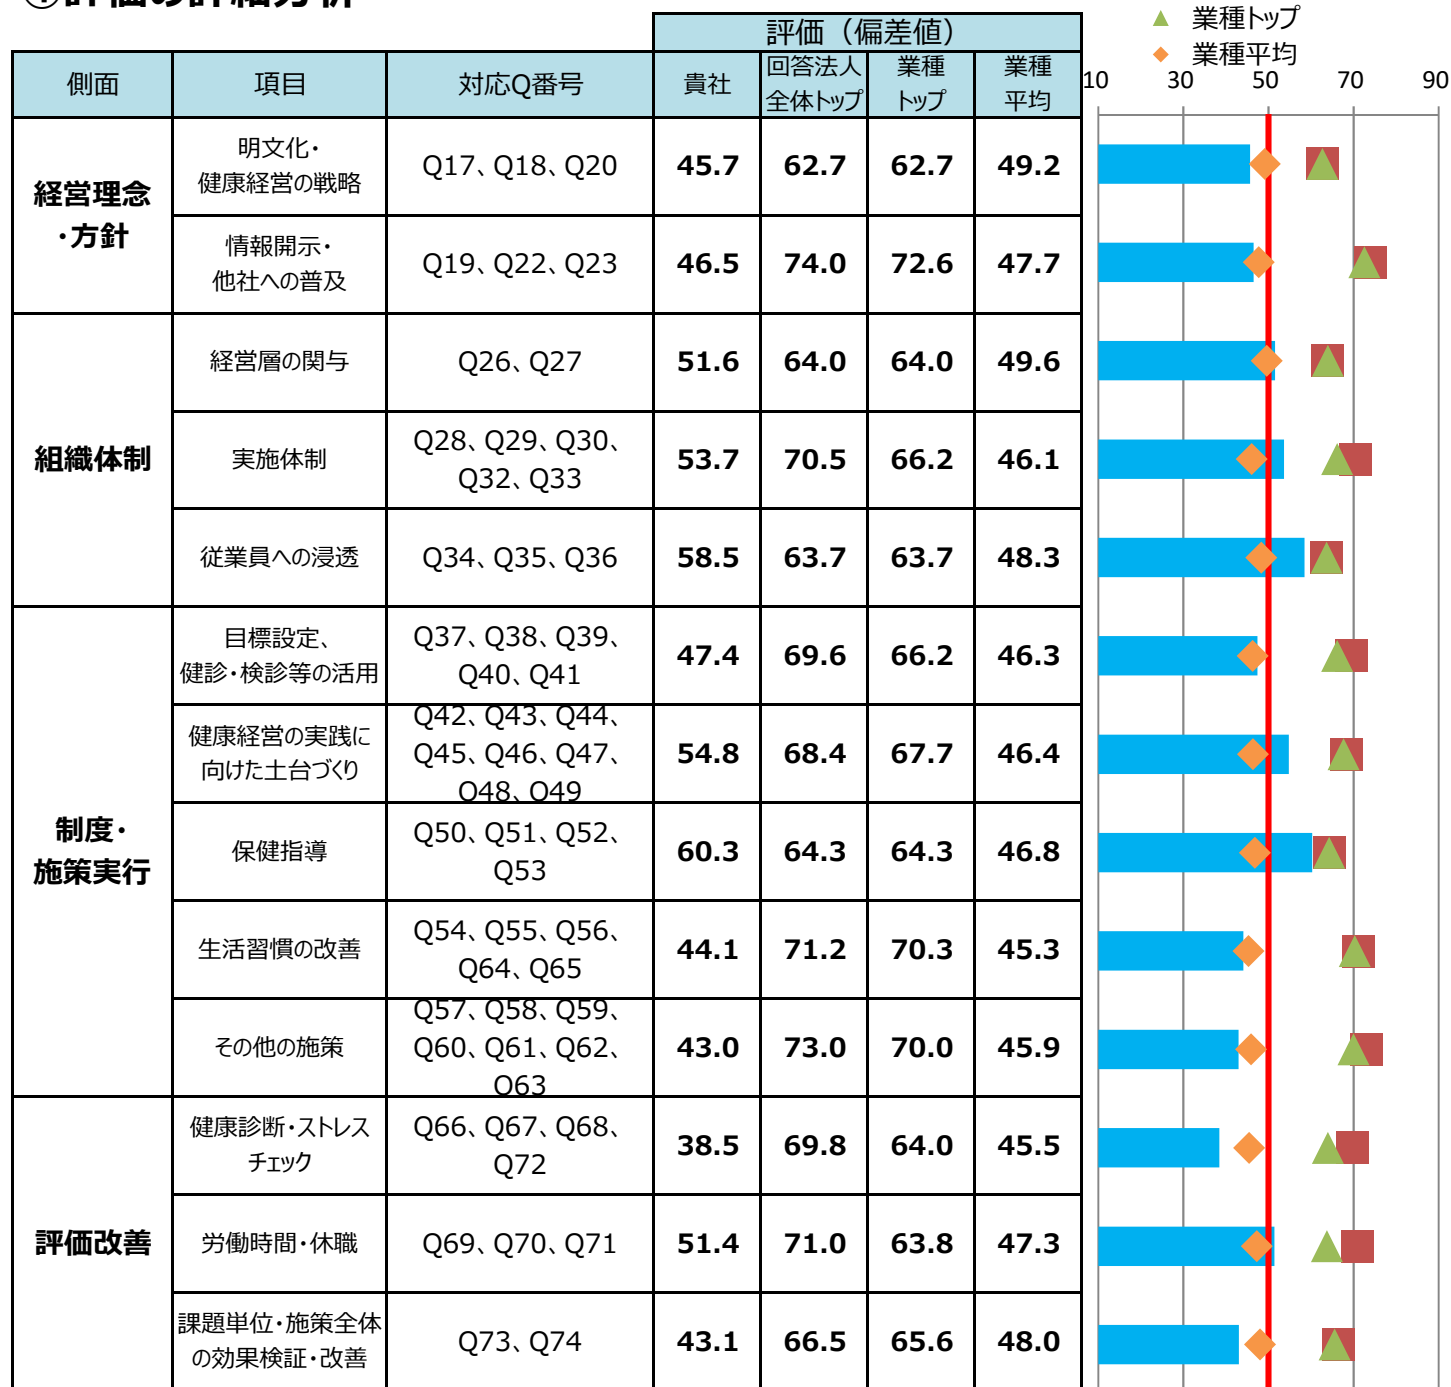 ①評価の詳細分析
▲ 業種トップ
◆ 業種平均
評価（偏差値）
側面 項目 対応Q番号 貴社 回答法人 業種 業種
全体トップ トップ 平均
10 30 50 70 90
経営理念
・方針
明文化・
健康経営の戦略
Q17、Q18、Q20
45.7 62.7 62.7 49.2
情報開示・
他社への普及
Q19、Q22、Q23
46.5 74.0 72.6 47.7
組織体制
経営層の関与
Q26、Q27
51.6 64.0 64.0 49.6
実施体制
Q28、Q29、Q30、
Q32、Q33
53.7 70.5 66.2 46.1
従業員への浸透
Q34、Q35、Q36
58.5 63.7 63.7 48.3
制度・
施策実行
目標設定、
健診・検診等の活用
Q37、Q38、Q39、
Q40、Q41
47.4 69.6 66.2 46.3
健康経営の実践に
向けた土台づくり
Q42、Q43、Q44、
Q45、Q46、Q47、
Q48、Q49
54.8 68.4 67.7 46.4
保健指導
Q50、Q51、Q52、
Q53
60.3 64.3 64.3 46.8
生活習慣の改善
Q54、Q55、Q56、
Q64、Q65
44.1 71.2 70.3 45.3
その他の施策
Q57、Q58、Q59、
Q60、Q61、Q62、
Q63
43.0 73.0 70.0 45.9
評価改善
健康診断・ストレス
チェック
Q66、Q67、Q68、
Q72
38.5 69.8 64.0 45.5
労働時間・休職
Q69、Q70、Q71
51.4 71.0 63.8 47.3
課題単位・施策全体
の効果検証・改善
Q73、Q74
43.1 66.5 65.6 48.0